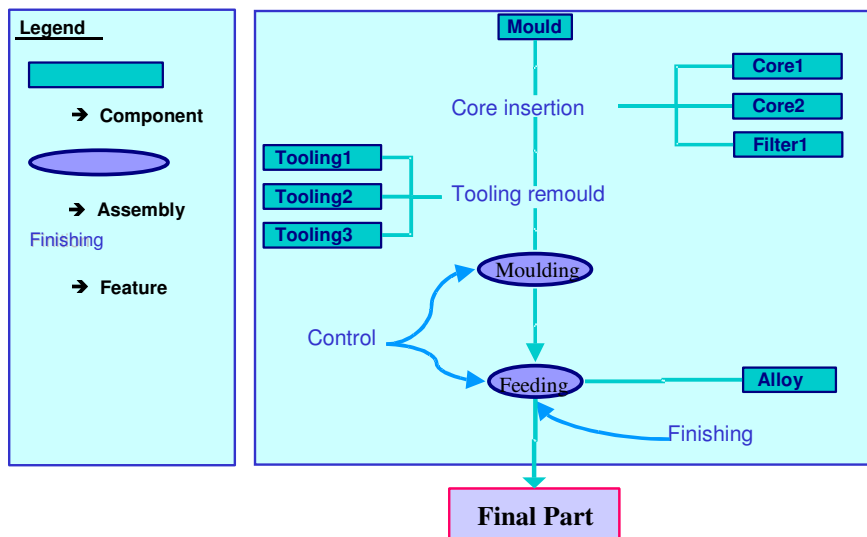 Legend
➔ Component
➔ Assembly
Finishing
➔ Feature
Mould
Core insertion
Core1
Core2
Filter1
Tooling1
Tooling2
Tooling3
Tooling remould
Moulding
Control
Feeding
Alloy
Finishing
Final Part